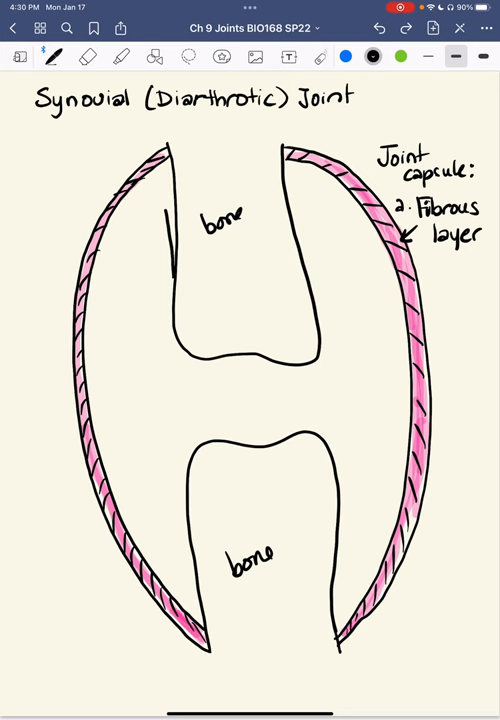 4:30 PM Mon Jan 17
90%
Ch 9 Joints BIO168 SP22
T
Synovial (Diarthrotic) Joint
Joint
capsule:
a. Fibrous
layer
bone
bone